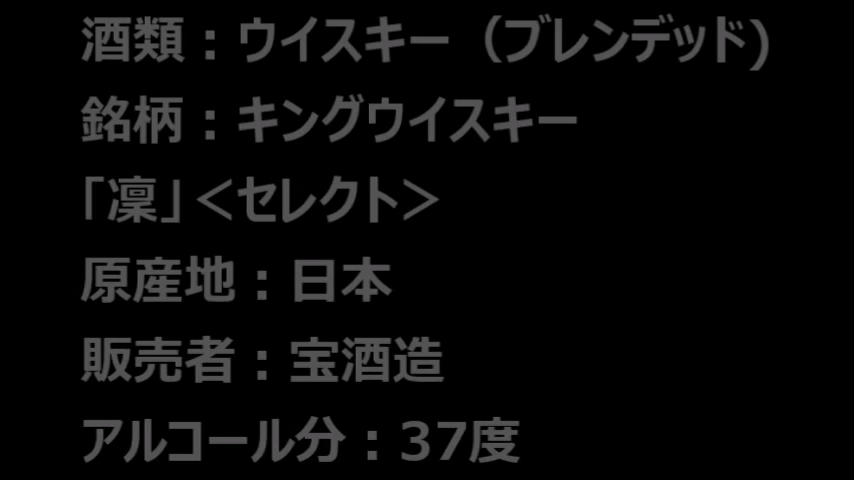 酒類：ウイスキー（ブレンデッド)
銘柄：キングウイスキー
「凜」＜セレクト＞
原産地：日本
販売者：宝酒造
アルコール分：37度